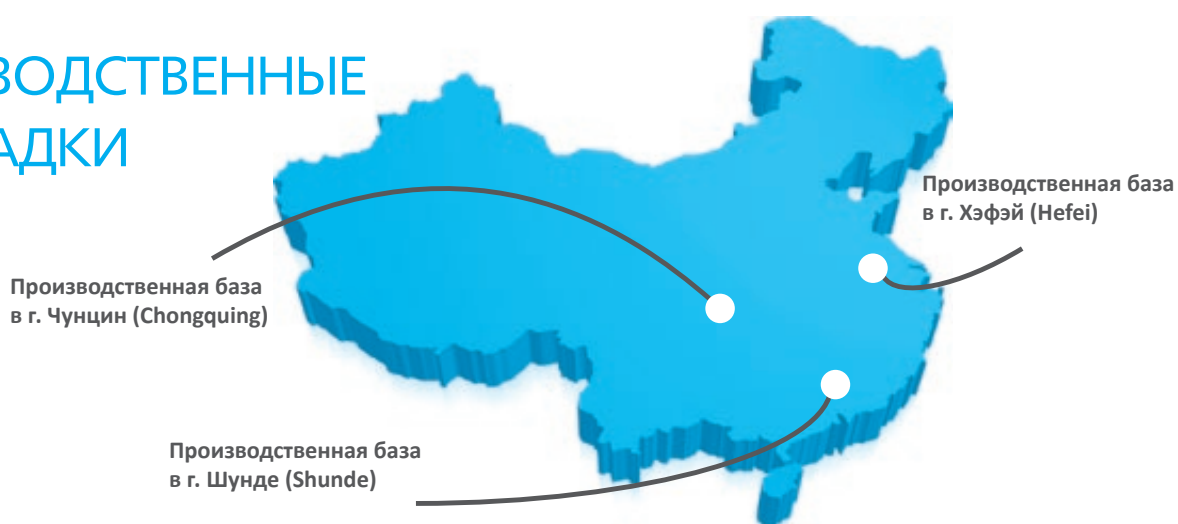 ВОДСТВЕННЫЕ
АДКИ
Производственная база
в г. Хэфэй (Hefei)
Производственная база
в г. Чунцин (Chongquing)
Производственная база
в г. Шунде (Shunde)